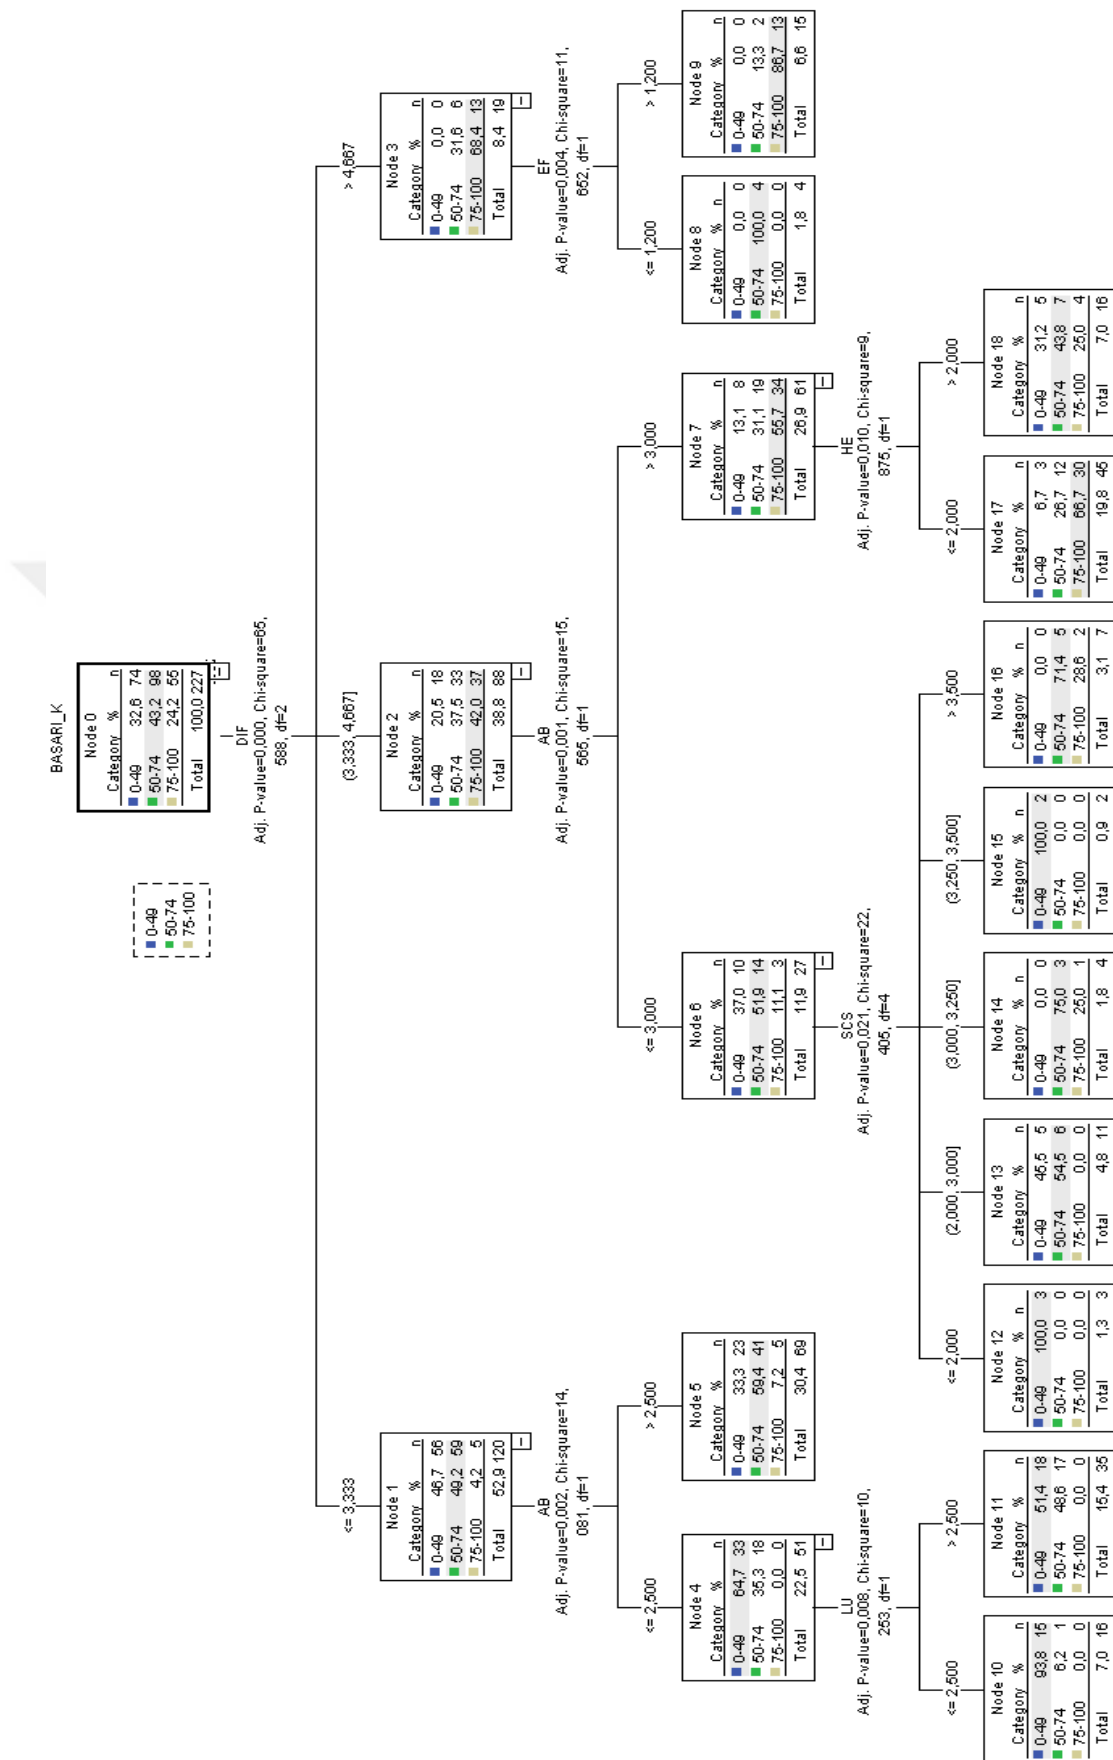 BASARI_K
0-49
50-74
75-100
Node 0
Category % n
0-49 32,6 74
50-74 43,2 98
75-100 24,2 55
Total 100,0 227
DIF
Adj. P-value=0,000, Chi-square=65,
588, df=2
<= 3,333
(3,333, 4,667]
> 4,667
Node 1
Category % n
0-49 46,7 56
50-74 49,2 59
75-100 4,2 5
Total 52,9 120
Node 2
Category % n
0-49 20,5 18
50-74 37,5 33
75-100 42,0 37
Total 38,8 88
Node 3
Category % n
0-49 0,0 0
50-74 31,6 6
75-100 68,4 13
Total 8,4 19
AB
Adj. P-value=0,002, Chi-square=14,
081, df=1
AB
Adj. P-value=0,001, Chi-square=15,
565, df=1
EF
Adj. P-value=0,004, Chi-square=11,
652, df=1
<= 2,500
> 2,500
<= 3,000
> 3,000
<= 1,200
> 1,200
Node 4
Category % n
0-49 64,7 33
50-74 35,3 18
75-100 0,0 0
Total 22,5 51
Node 5
Category % n
0-49 33,3 23
50-74 59,4 41
75-100 7,2 5
Total 30,4 69
Node 6
Category % n
0-49 37,0 10
50-74 51,9 14
75-100 11,1 3
Total 11,9 27
Node 7
Category % n
0-49 13,1 8
50-74 31,1 19
75-100 55,7 34
Total 26,9 61
Node 8
Category % n
0-49 0,0 0
50-74 100,0 4
75-100 0,0 0
Total 1,8 4
Node 9
Category % n
0-49 0,0 0
50-74 13,3 2
75-100 86,7 13
Total 6,6 15
LU
Adj. P-value=0,008, Chi-square=10,
253, df=1
SCS
Adj. P-value=0,021, Chi-square=22,
405, df=4
HE
Adj. P-value=0,010, Chi-square=9,
875, df=1
<= 2,500
> 2,500
<= 2,000
(2,000, 3,000]
(3,000, 3,250]
(3,250, 3,500]
> 3,500
<= 2,000
> 2,000
Node 10
Category % n
0-49 93,8 15
50-74 6,2 1
75-100 0,0 0
Total 7,0 16
Node 11
Category % n
0-49 51,4 18
50-74 48,6 17
75-100 0,0 0
Total 15,4 35
Node 12
Category % n
0-49 100,0 3
50-74 0,0 0
75-100 0,0 0
Total 1,3 3
Node 13
Category % n
0-49 45,5 5
50-74 54,5 6
75-100 0,0 0
Total 4,8 11
Node 14
Category % n
0-49 0,0 0
50-74 75,0 3
75-100 25,0 1
Total 1,8 4
Node 15
Category % n
0-49 100,0 2
50-74 0,0 0
75-100 0,0 0
Total 0,9 2
Node 16
Category % n
0-49 0,0 0
50-74 71,4 5
75-100 28,6 2
Total 3,1 7
Node 17
Category % n
0-49 6,7 3
50-74 26,7 12
75-100 66,7 30
Total 19,8 45
Node 18
Category % n
0-49 31,2 5
50-74 43,8 7
75-100 25,0 4
Total 7,0 16